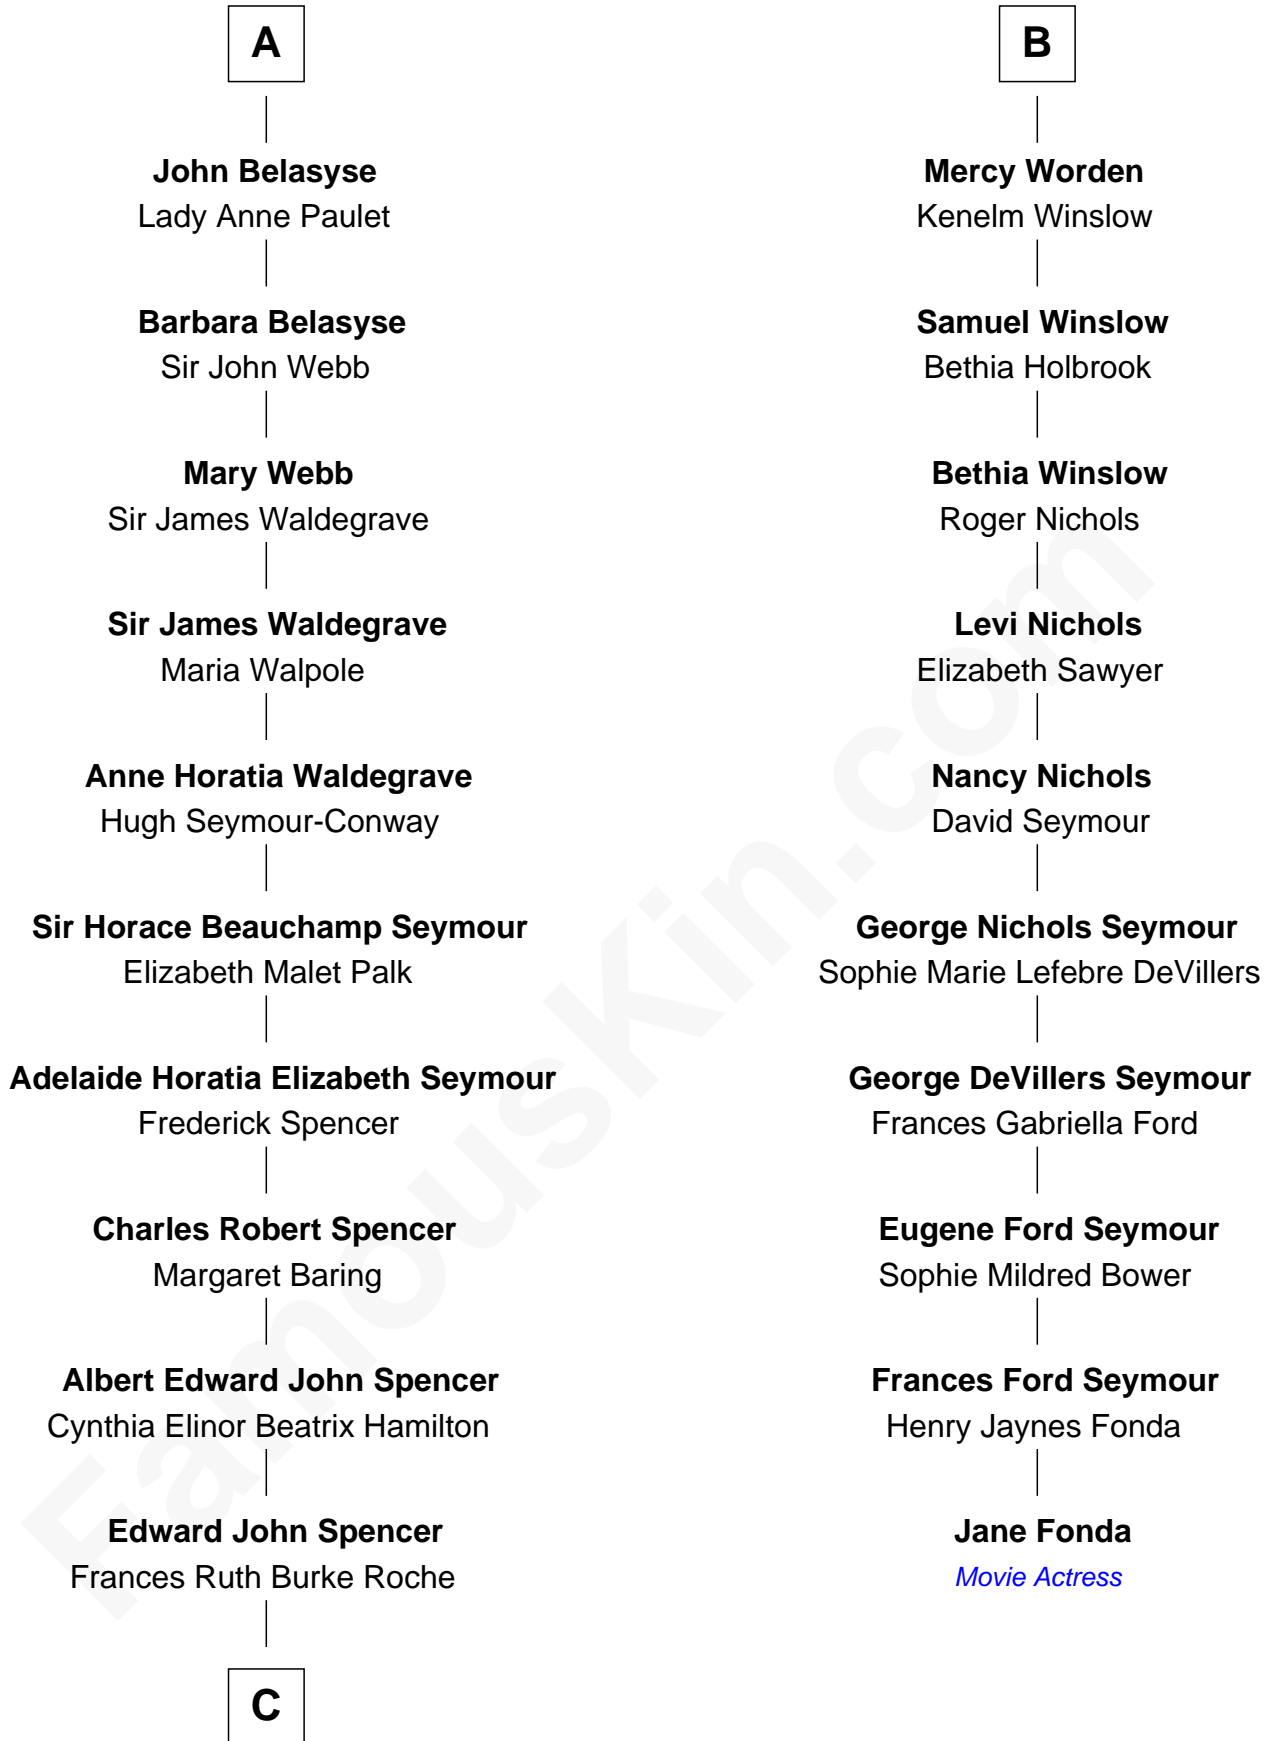 A
John Belasyse
Lady Anne Paulet
Barbara Belasyse
Sir John Webb
Mary Webb
Sir James Waldegrave
Sir James Waldegrave
Maria Walpole
Anne Horatia Waldegrave
Hugh Seymour-Conway
Sir Horace Beauchamp Seymour
Elizabeth Malet Palk
Adelaide Horatia Elizabeth Seymour
Frederick Spencer
Charles Robert Spencer
Margaret Baring
Albert Edward John Spencer
Cynthia Elinor Beatrix Hamilton
Edward John Spencer
Frances Ruth Burke Roche
C
B
Mercy Worden
Kenelm Winslow
Samuel Winslow
Bethia Holbrook
Bethia Winslow
Roger Nichols
Levi Nichols
Elizabeth Sawyer
Nancy Nichols
David Seymour
George Nichols Seymour
Sophie Marie Lefebre DeVillers
George DeVillers Seymour
Frances Gabriella Ford
Eugene Ford Seymour
Sophie Mildred Bower
Frances Ford Seymour
Henry Jaynes Fonda
Jane Fonda
Movie Actress
FamousKin.com